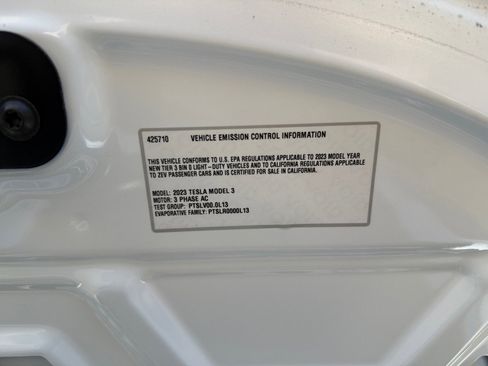 425710 VEHICLE EMISSION CONTROL INFORMATION
THIS VEHICLE CONFORMS TO U.S. EPA REGULATIONS APPLICABLE TO 2023 MODEL YEAR
NEW TIER 3 BIN 0 LIGHT-DUTY VEHICLES AND TO CALIFORNIA REGULATIONS APPLICABLE
TO ZEV PASSENGER CARS AND IS CERTIFIED FOR SALE IN CALIFORNIA.
MODEL: 2023 TESLA MODEL 3
MOTOR: 3 PHASE AC
TEST GROUP: PTSLV00.0L13
EVAPORATIVE FAMILY: PTSLR0000L13